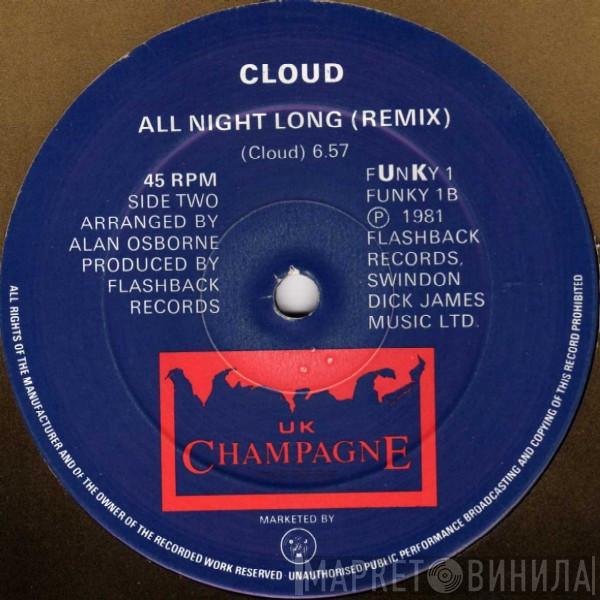 CLOUD
ALL NIGHT LONG (REMIX)
(Cloud) 6.57
45 RPM
SIDE TWO
ARRANGED BY
ALAN OSBORNE
PRODUCED BY
FLASHBACK
RECORDS
FUNKY 1
FUNKY 1B
Ⓟ 1981
FLASHBACK
RECORDS,
SWINDON
DICK JAMES
MUSIC LTD.
UK
CHAMPAGNE
MARKETED BY
ALL RIGHTS OF THE MANUFACTURER AND OF THE OWNER OF THE RECORDED WORK RESERVED · UNAUTHORISED PUBLIC PERFORMANCE BROADCASTING AND COPYING OF THIS RECORD PROHIBITED
МАРКЕТ ВИНИЛА